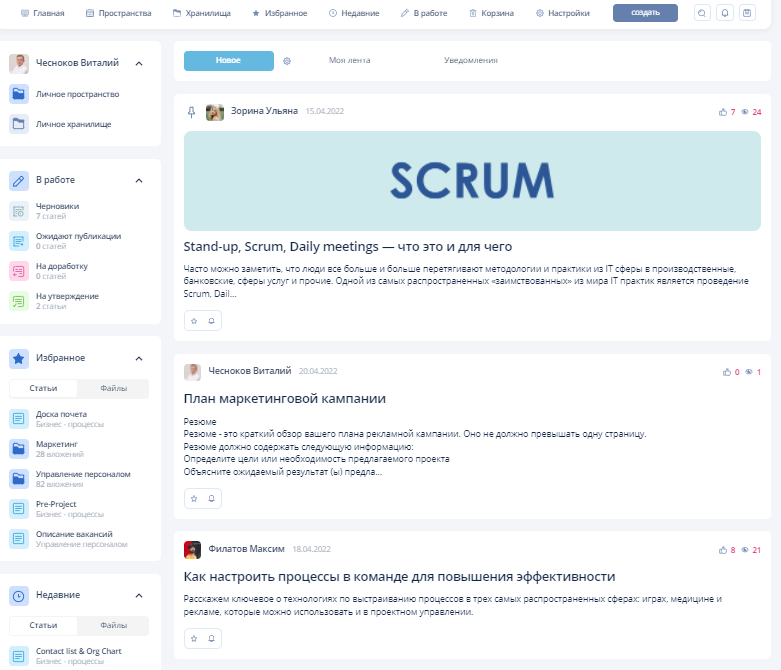 Главная Пространства Хранилища Избранное Недавние В работе Корзина Настройки создать
Чесноков Виталий
Личное пространство
Личное хранилище
В работе
Черновики
7 статей
Ожидают публикации
0 статей
На доработку
0 статей
На утверждение
2 статьи
Избранное
Статьи Файлы
Доска почета
Бизнес - процессы
Маркетинг
28 вложений
Управление персоналом
82 вложения
Pre-Project
Бизнес - процессы
Описание вакансий
Управление персоналом
Недавние
Статьи Файлы
Contact list & Org Chart
Бизнес - процессы
Новое Моя лента Уведомления
Зорина Ульяна 15.04.2022 7 24
SCRUM
Stand-up, Scrum, Daily meetings — что это и для чего
Часто можно заметить, что люди все больше и больше перетягивают методологии и практики из IT сферы в производственные,
банковские, сферы услуг и прочие. Одной из самых распространенных «заимствованных» из мира IT практик является проведение
Scrum, Dail...
Чесноков Виталий 20.04.2022 0 1
План маркетинговой кампании
Резюме
Резюме - это краткий обзор вашего плана рекламной кампании. Оно не должно превышать одну страницу.
Резюме должно содержать следующую информацию:
Определите цели или необходимость предлагаемого проекта
Объясните ожидаемый результат (ы) предла...
Филатов Максим 18.04.2022 8 21
Как настроить процессы в команде для повышения эффективности
Расскажем ключевое о технологиях по выстраиванию процессов в трех самых распространенных сферах: играх, медицине и
рекламе, которые можно использовать и в проектном управлении.